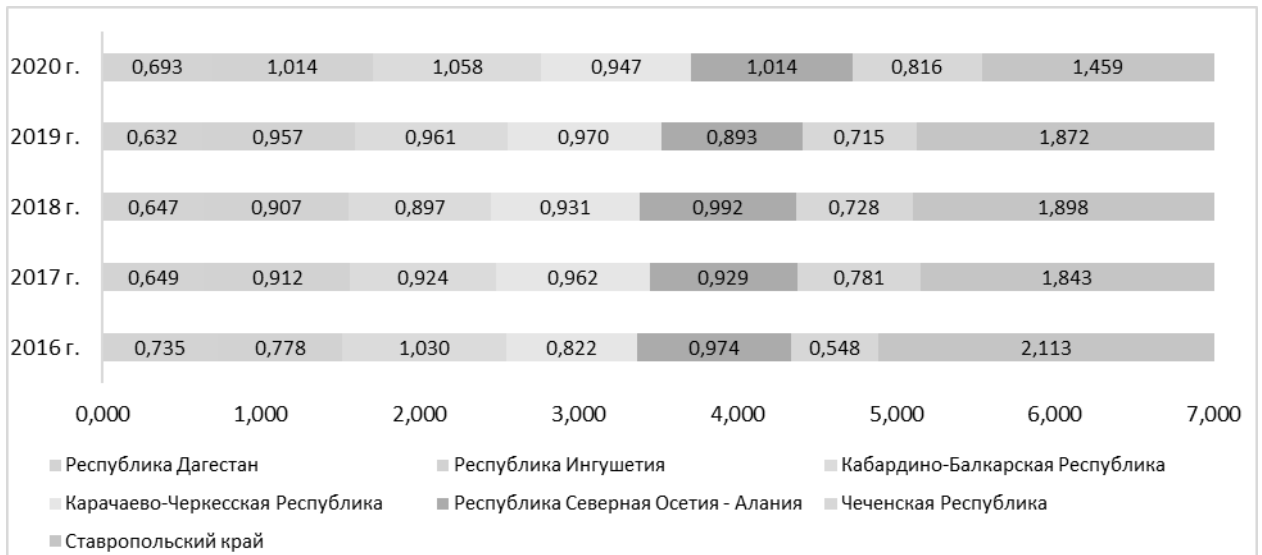 2020 г. 0,693 1,014 1,058 0,947 1,014 0,816 1,459
2019 г. 0,632 0,957 0,961 0,970 0,893 0,715 1,872
2018 г. 0,647 0,907 0,897 0,931 0,992 0,728 1,898
2017 г. 0,649 0,912 0,924 0,962 0,929 0,781 1,843
2016 г. 0,735 0,778 1,030 0,822 0,974 0,548 2,113
0,000 1,000 2,000 3,000 4,000 5,000 6,000 7,000
Республика Дагестан Республика Ингушетия Кабардино-Балкарская Республика
Карачаево-Черкесская Республика Республика Северная Осетия - Алания Чеченская Республика
Ставропольский край